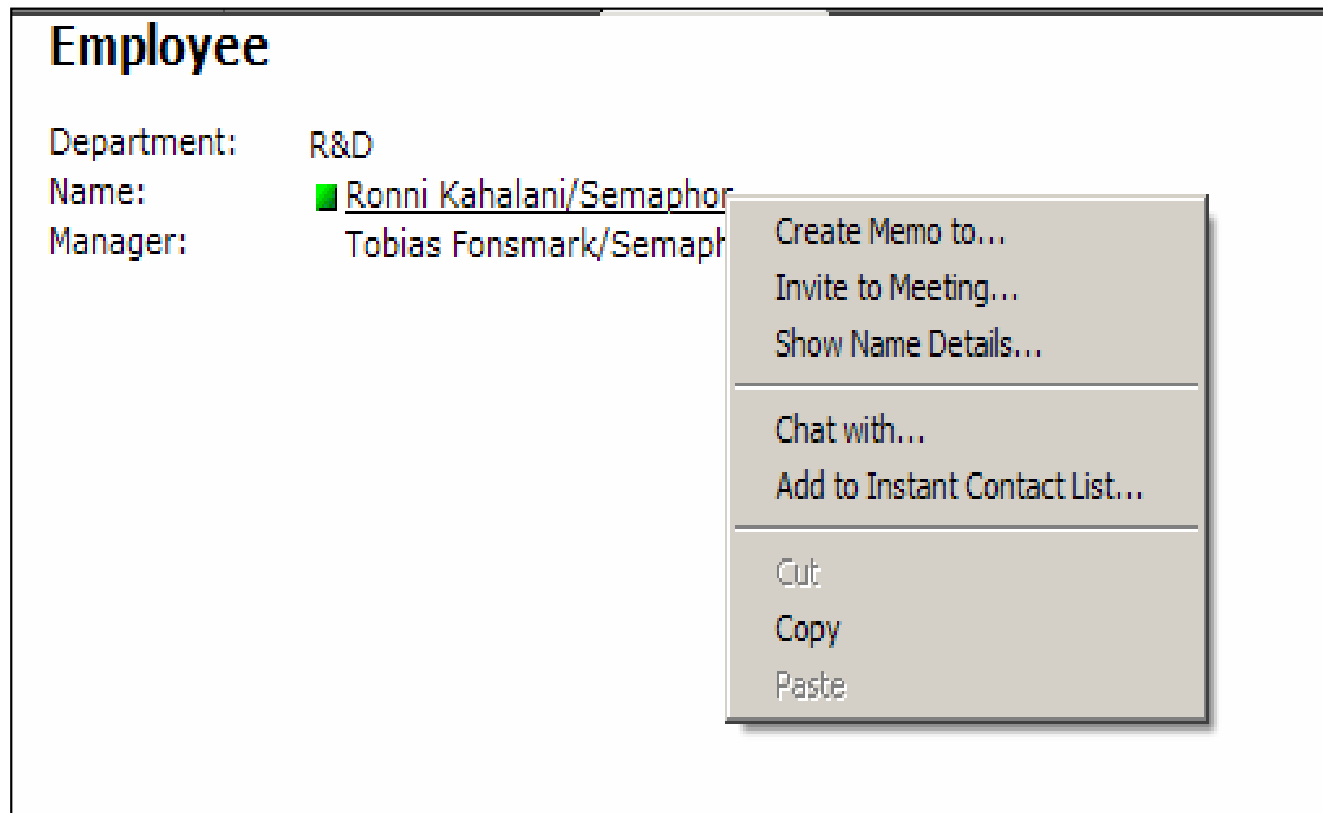 Employee
Department: R&D
Name: Ronni Kahalani/Semaphor
Manager: Tobias Fonsmark/Semaph
Create Memo to...
Invite to Meeting...
Show Name Details...
Chat with...
Add to Instant Contact List...
Cut
Copy
Paste